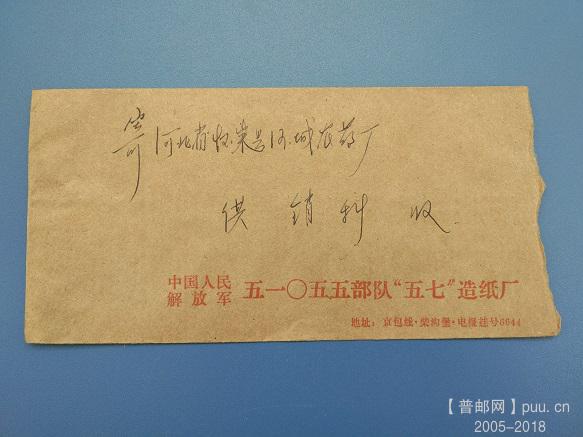 寄 河北省怀来县沙城农药厂
供销科 收
中国人民
解放军 五一〇五五部队“五七”造纸厂
地址：京包线·柴沟堡·电报挂号6644
【普邮网】puu.cn
2005-2018